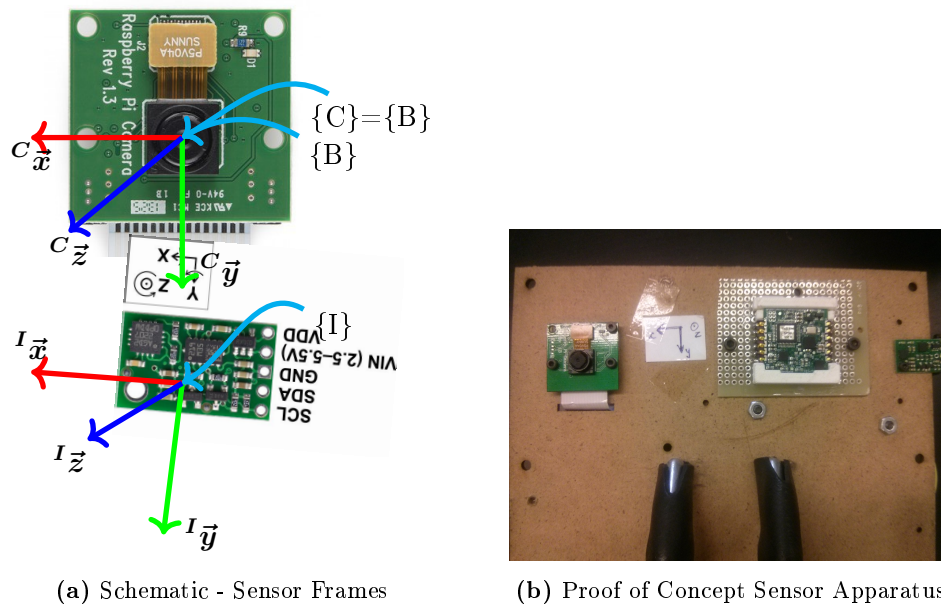 P5V04A
SUNNY
J2
R9
D1
Raspberry Pi Camera
Rev 1.3
94V-0
{C}={B}
{B}
C x⃗
C z⃗
C y⃗
X
Z
Y
{I}
I x⃗
I z⃗
I y⃗
VDD
VIN (2.5–5.5V)
GND
SDA
SCL
(a) Schematic - Sensor Frames
(b) Proof of Concept Sensor Apparatus